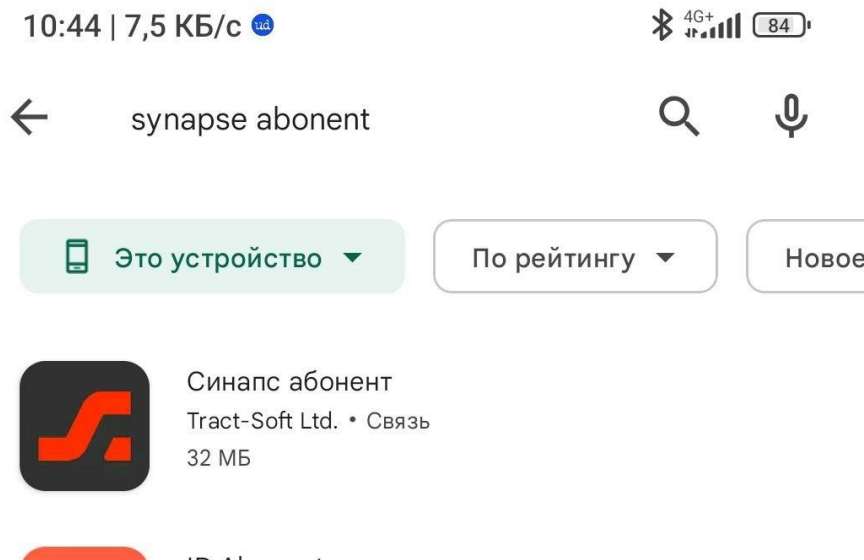 10:44 | 7,5 КБ/с ud 4G+ 84
synapse abonent
Это устройство По рейтингу Новое
Синапс абонент
Tract-Soft Ltd. • Связь
32 МБ